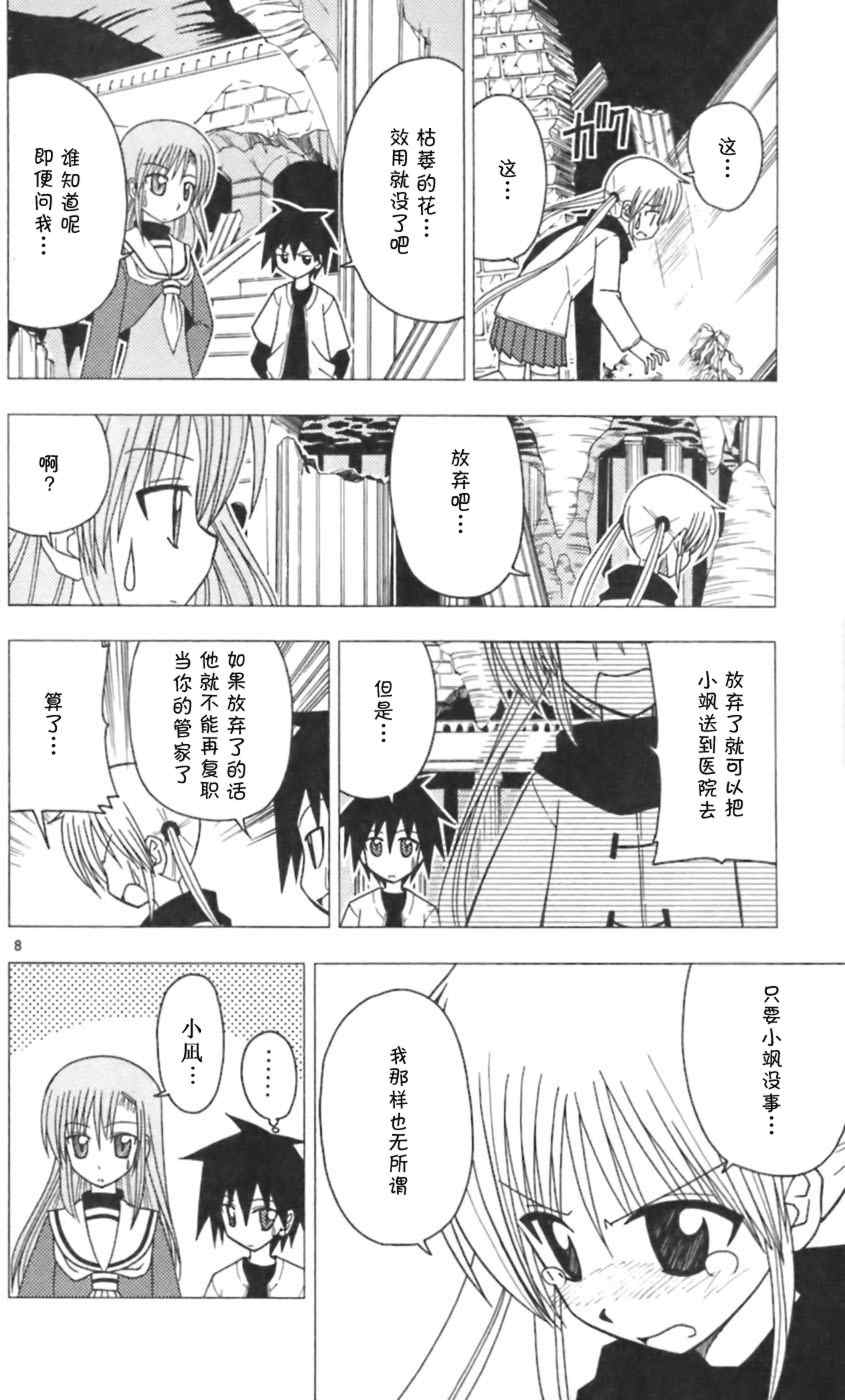 这…
ガク
这…
枯萎的花…
效用就没了吧
谁知道呢
即便问我…
放弃吧…
啊?
放弃了就可以把
小飒送到医院去
但是…
如果放弃了的话
他就不能再复职
当你的管家了
算了…
8
只要小飒没事…
我那样也无所谓
……
小凪…